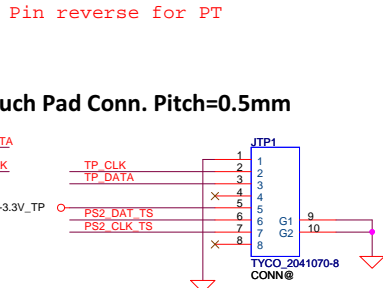 Pin reverse for PT
uch Pad Conn. Pitch=0.5mm
TA
JTP1
K
TP_CLK
TP_DATA
-3.3V_TP
PS2_DAT_TS
PS2_CLK_TS
1 1
2 2
3 3
4 4
5 5
6 6
7 7
8 8
G1 9
G2 10
TYCO_2041070-8
CONN@